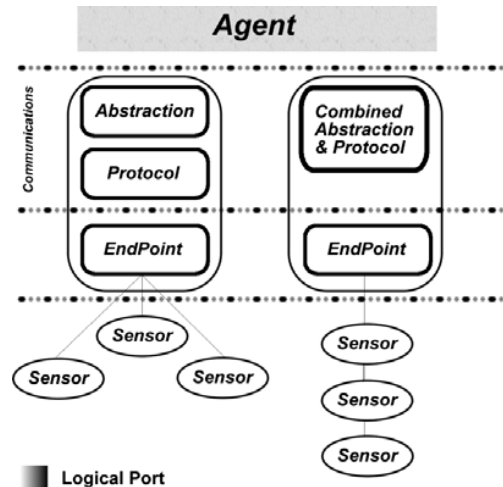 Agent
Communications
Abstraction
Combined
Abstraction
& Protocol
Protocol
EndPoint
EndPoint
Sensor
Sensor
Sensor
Sensor
Sensor
Sensor
Logical Port